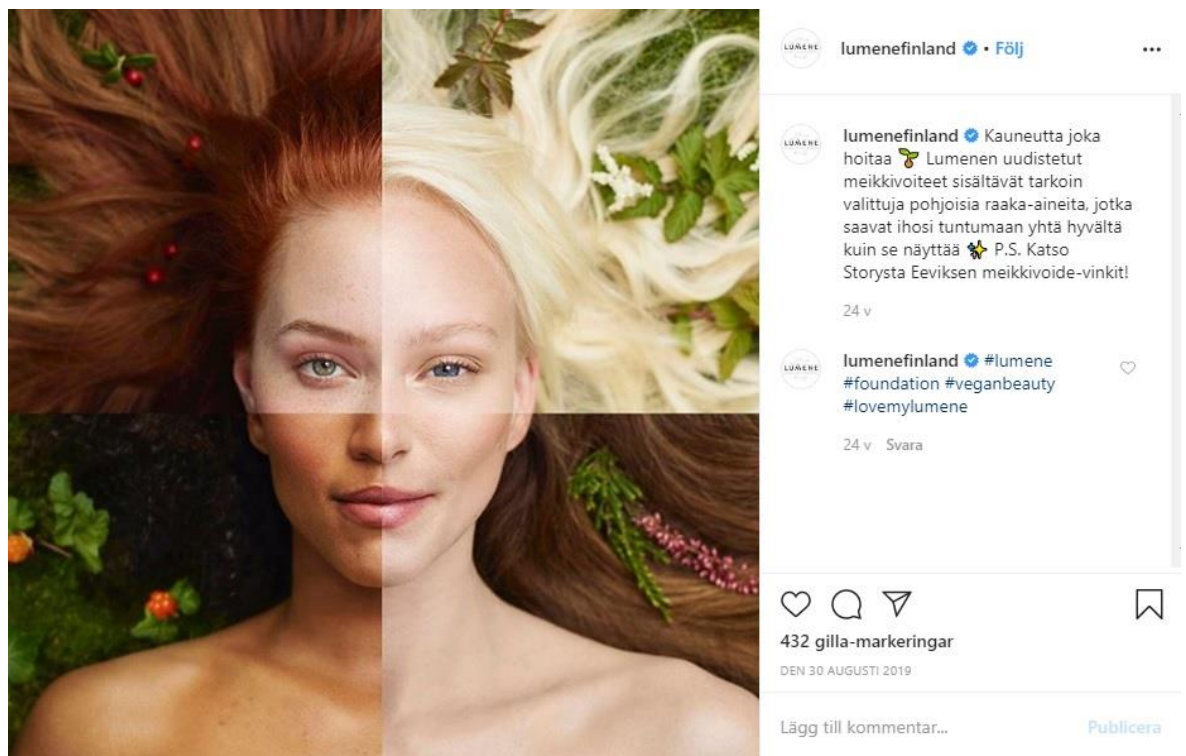 LUMENE
lumenefinland • Följ
LUMENE
lumenefinland Kauneutta joka
hoitaa 🌱 Lumenen uudistetut
meikkivoiteet sisältävät tarkoin
valittuja pohjoisia raaka-aineita, jotka
saavat ihosi tuntumaan yhtä hyvältä
kuin se näyttää ✨ P.S. Katso
Storysta Eeviksen meikkivoide-vinkit!
24 v
LUMENE
lumenefinland #lumene
#foundation #veganbeauty
#lovemylumene
24 v Svara
432 gilla-markeringar
DEN 30 AUGUSTI 2019
Lägg till kommentar... Publicera